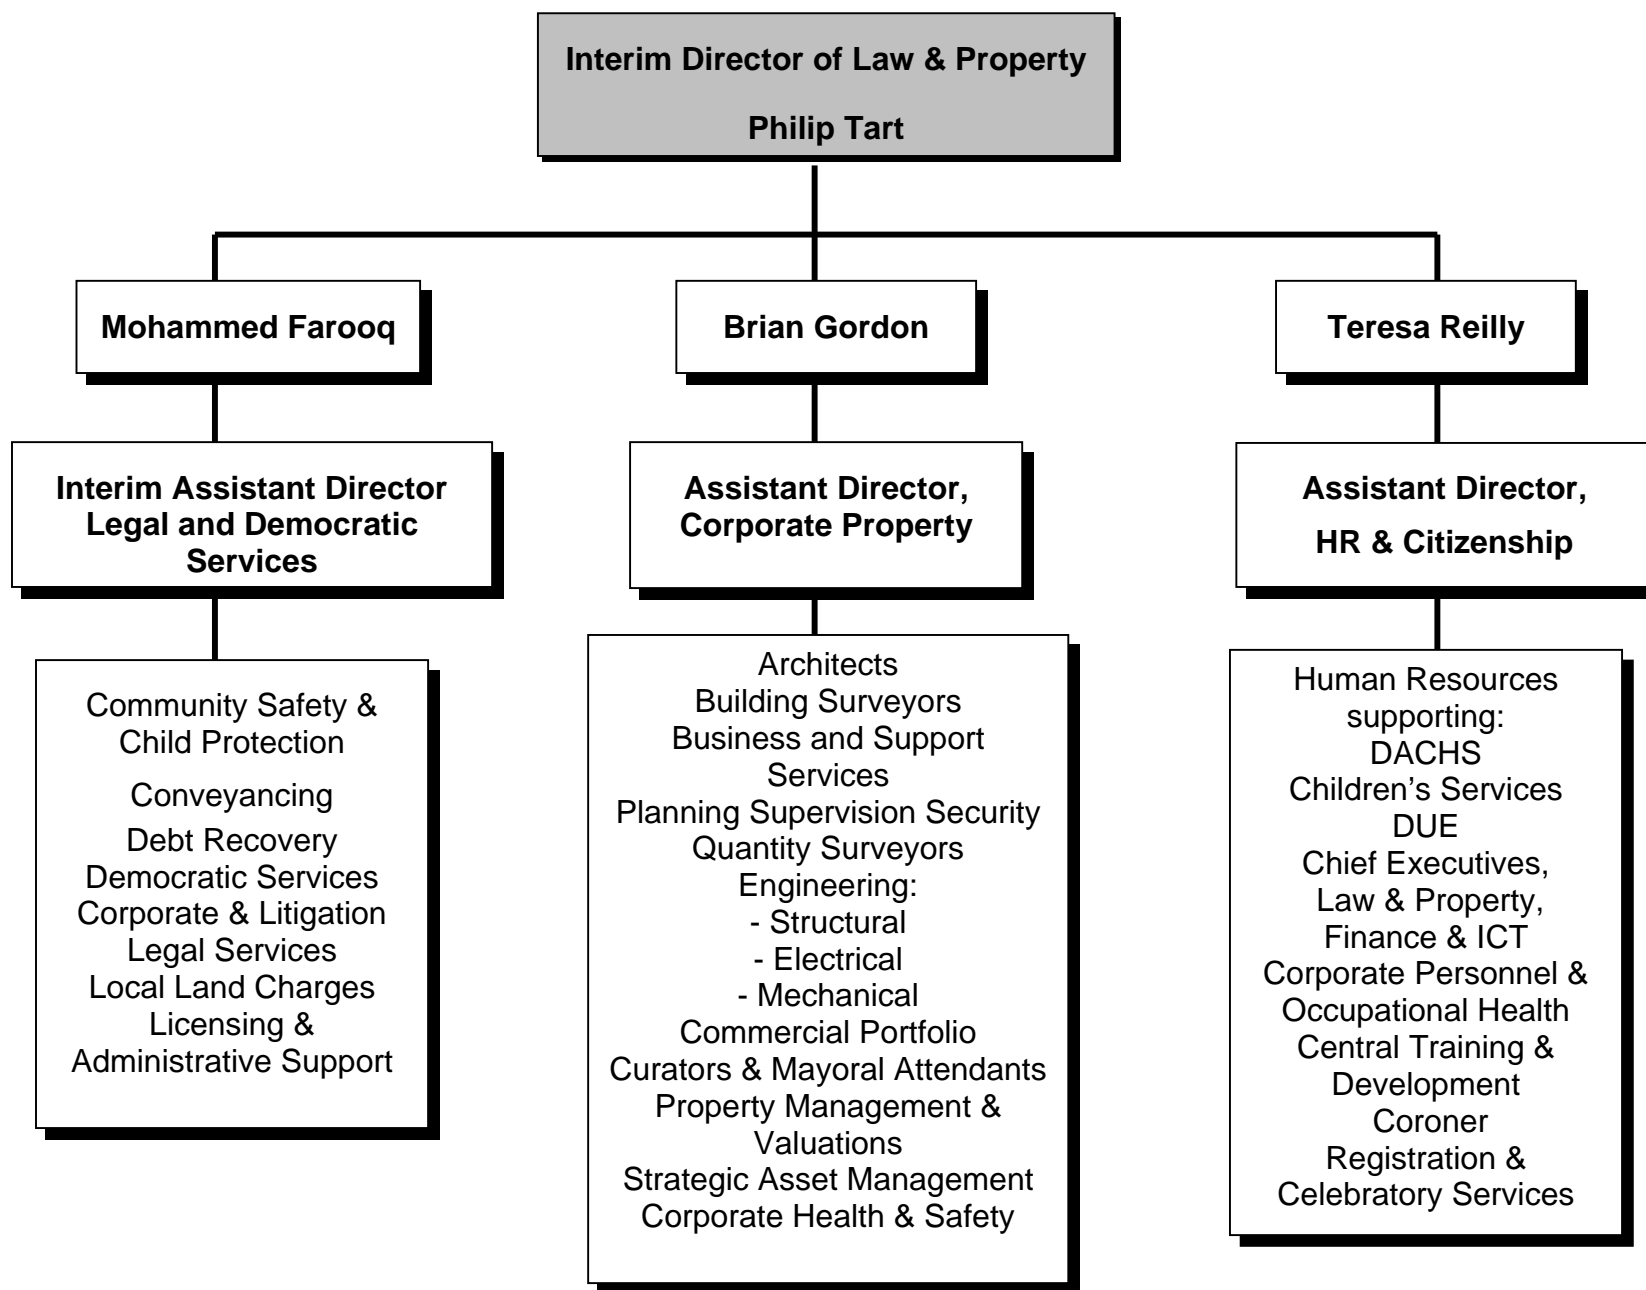 Interim Director of Law & Property
Philip Tart
Mohammed Farooq
Brian Gordon
Teresa Reilly
Interim Assistant Director
Legal and Democratic
Services
Assistant Director,
Corporate Property
Assistant Director,
HR & Citizenship
Community Safety &
Child Protection
Conveyancing
Debt Recovery
Democratic Services
Corporate & Litigation
Legal Services
Local Land Charges
Licensing &
Administrative Support
Architects
Building Surveyors
Business and Support
Services
Planning Supervision Security
Quantity Surveyors
Engineering:
- Structural
- Electrical
- Mechanical
Commercial Portfolio
Curators & Mayoral Attendants
Property Management &
Valuations
Strategic Asset Management
Corporate Health & Safety
Human Resources
supporting:
DACHS
Children's Services
DUE
Chief Executives,
Law & Property,
Finance & ICT
Corporate Personnel &
Occupational Health
Central Training &
Development
Coroner
Registration &
Celebratory Services